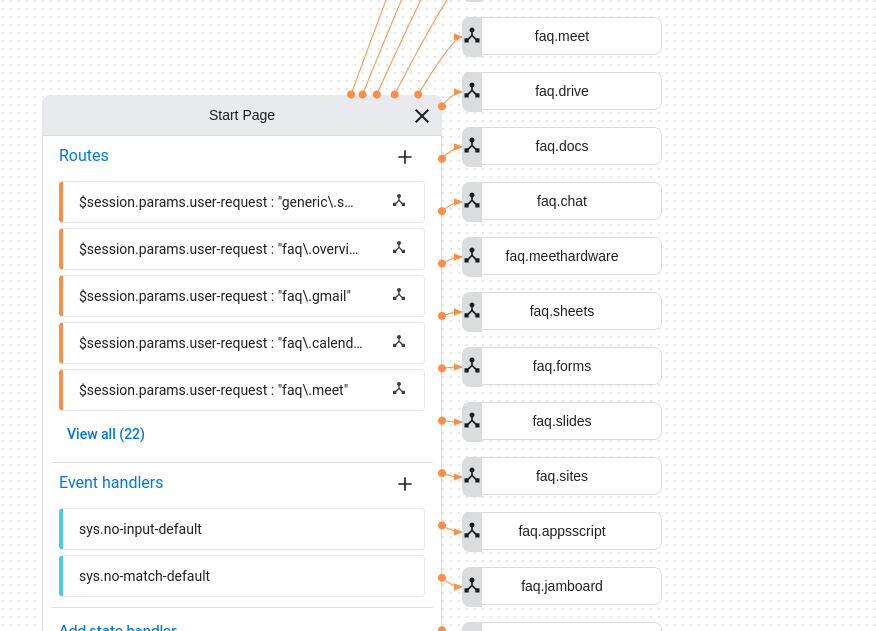 Start Page
Routes
$session.params.user-request : "generic\.s...
$session.params.user-request : "faq\.overvi...
$session.params.user-request : "faq\.gmail"
$session.params.user-request : "faq\.calend...
$session.params.user-request : "faq\.meet"
View all (22)
Event handlers
sys.no-input-default
sys.no-match-default
Add state handler
faq.meet
faq.drive
faq.docs
faq.chat
faq.meethardware
faq.sheets
faq.forms
faq.slides
faq.sites
faq.appsscript
faq.jamboard